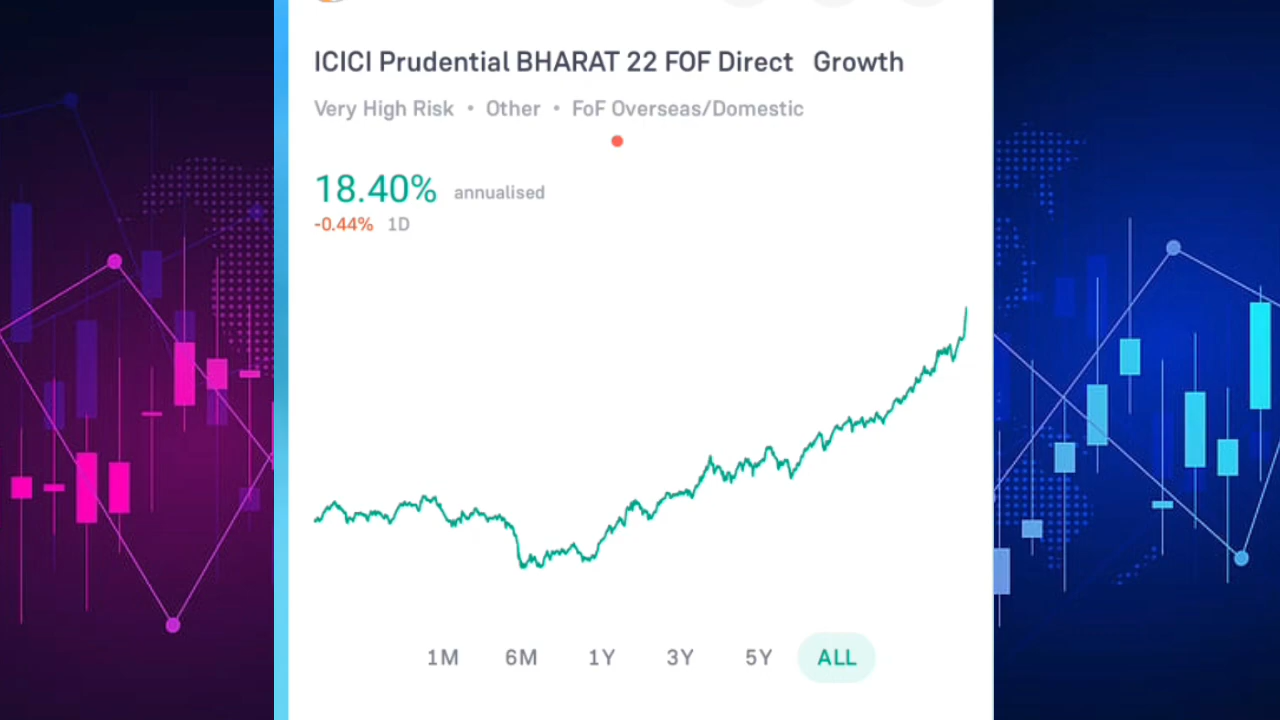 ICICI Prudential BHARAT 22 FOF Direct Growth
Very High Risk • Other • FoF Overseas/Domestic
18.40% annualised
-0.44% 1D
1M 6M 1Y 3Y 5Y ALL